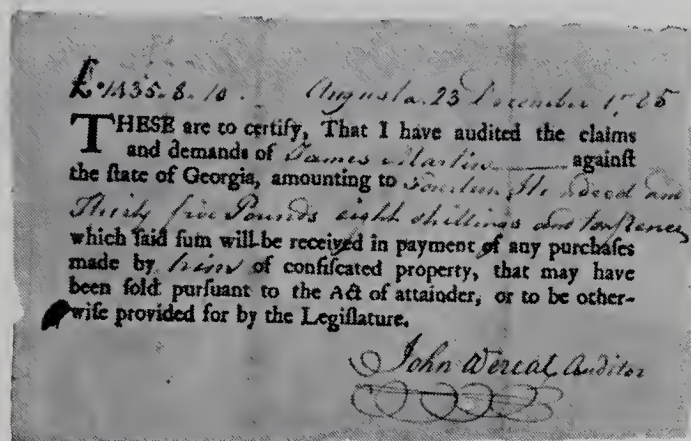 £.1435.8.10. Augusta. 23 December 1785
THESE are to certify, That I have audited the claims
and demands of James Martin against
the state of Georgia, amounting to Fourteen Hundred and
Thirty five Pounds eight shillings and tenpence
which said sum will be received in payment of any purchases
made by him of confiscated property, that may have
been sold pursuant to the Act of attainder, or to be other-
wise provided for by the Legislature.
John Wereat Auditor